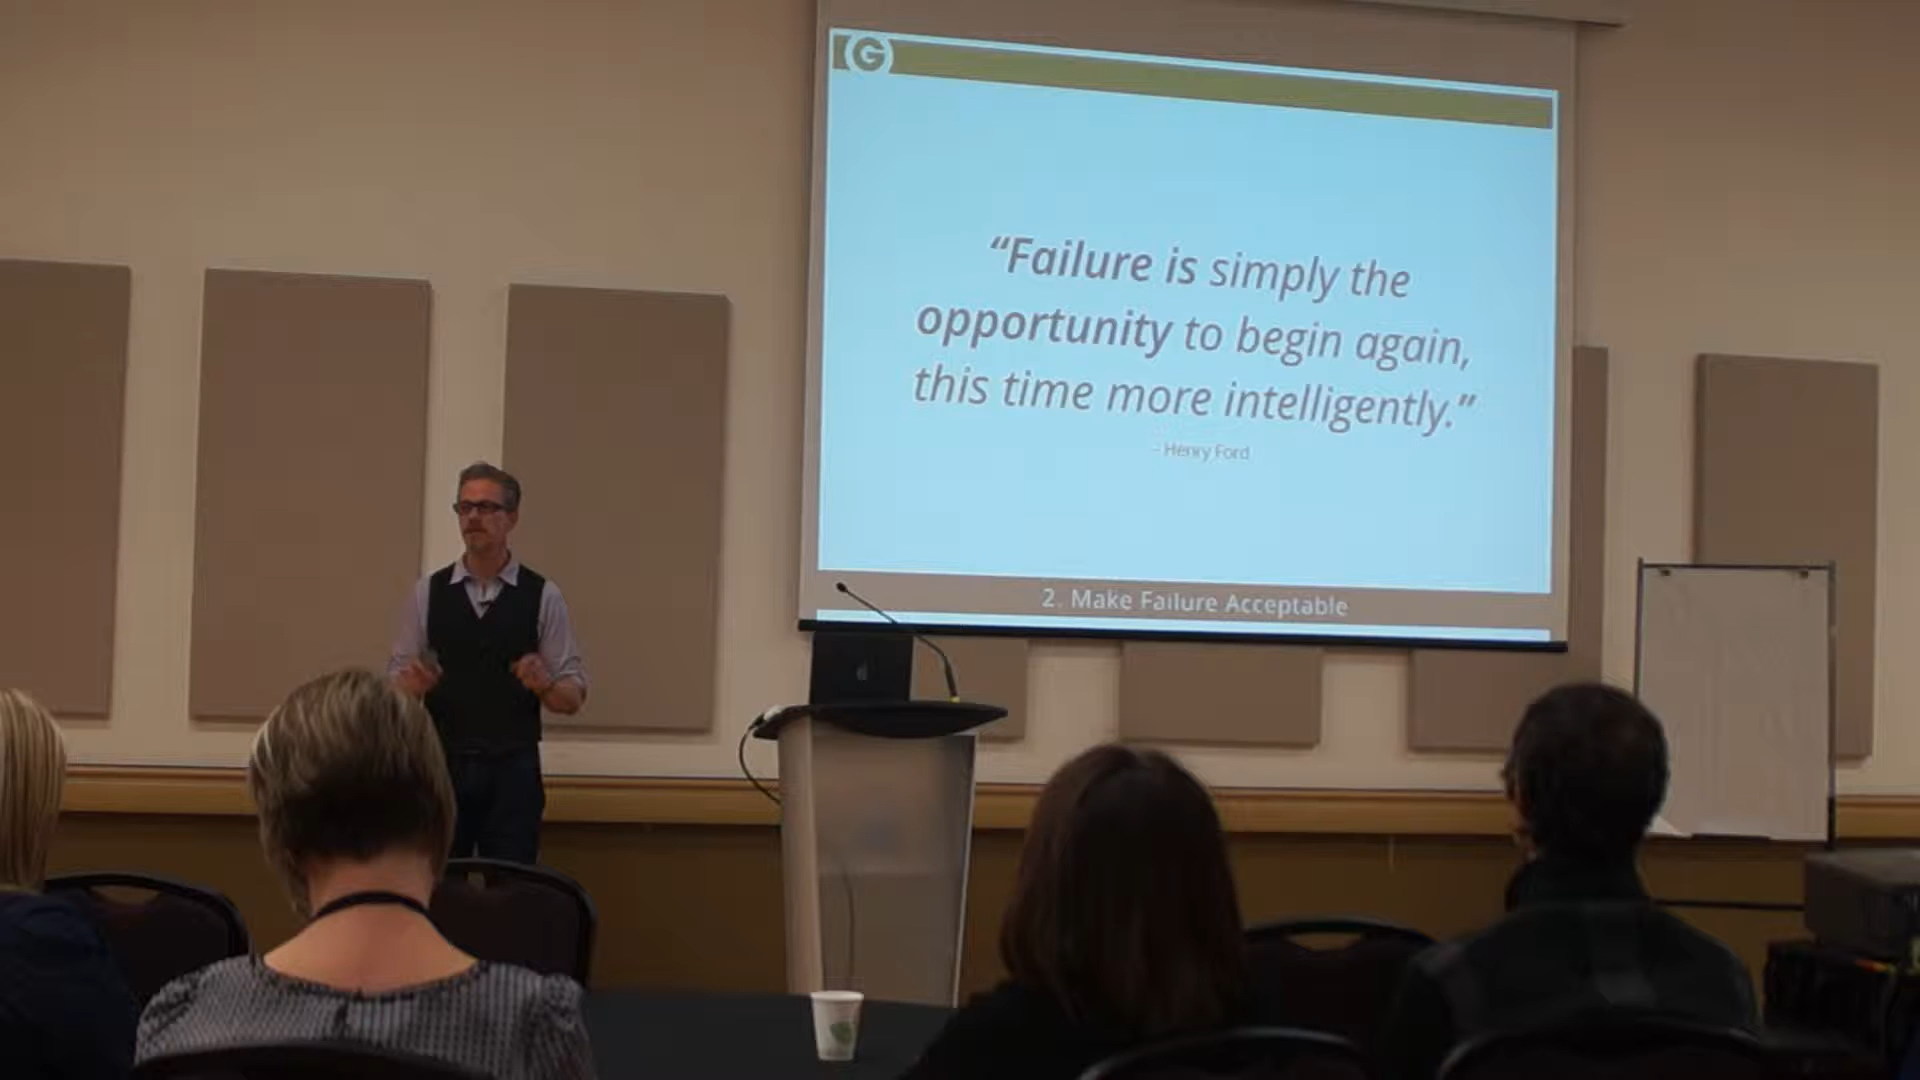 G
“Failure is simply the
opportunity to begin again,
this time more intelligently.”
- Henry Ford
2. Make Failure Acceptable